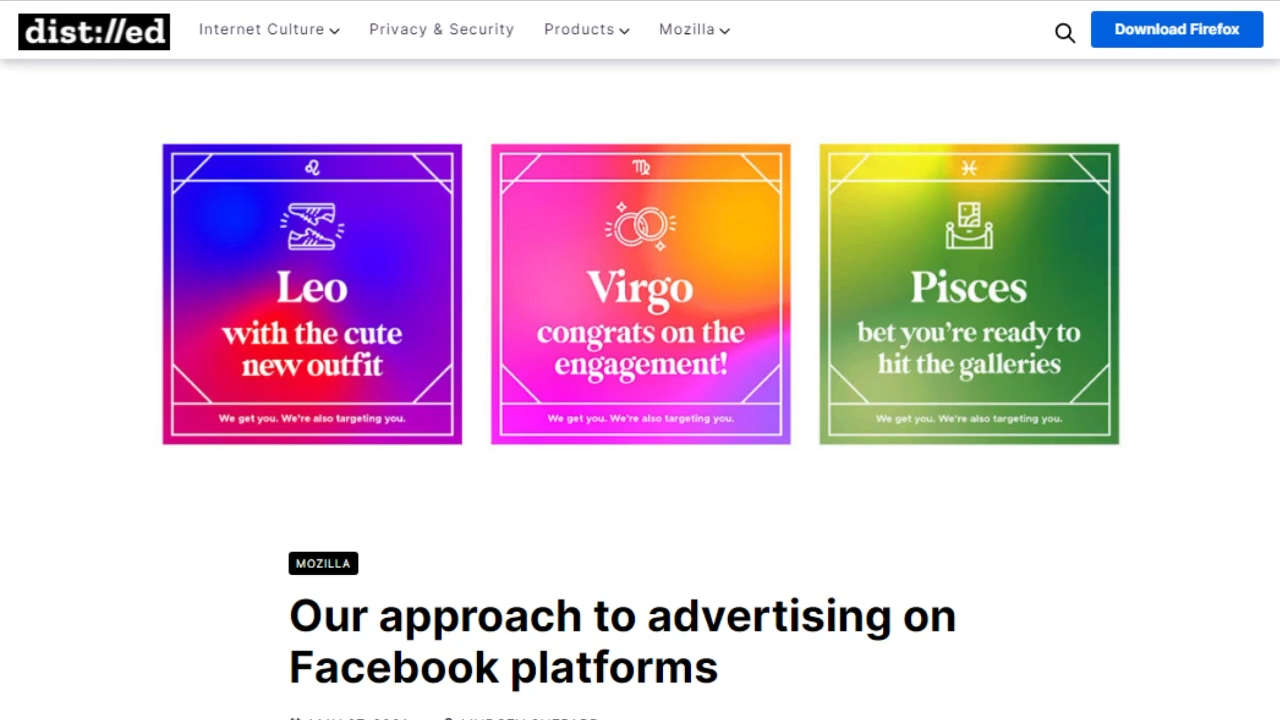 dist://ed Internet Culture Privacy & Security Products Mozilla Download Firefox
Leo
with the cute
new outfit
We get you. We're also targeting you.
Virgo
congrats on the
engagement!
We get you. We're also targeting you.
Pisces
bet you're ready to
hit the galleries
We get you. We're also targeting you.
MOZILLA
Our approach to advertising on
Facebook platforms